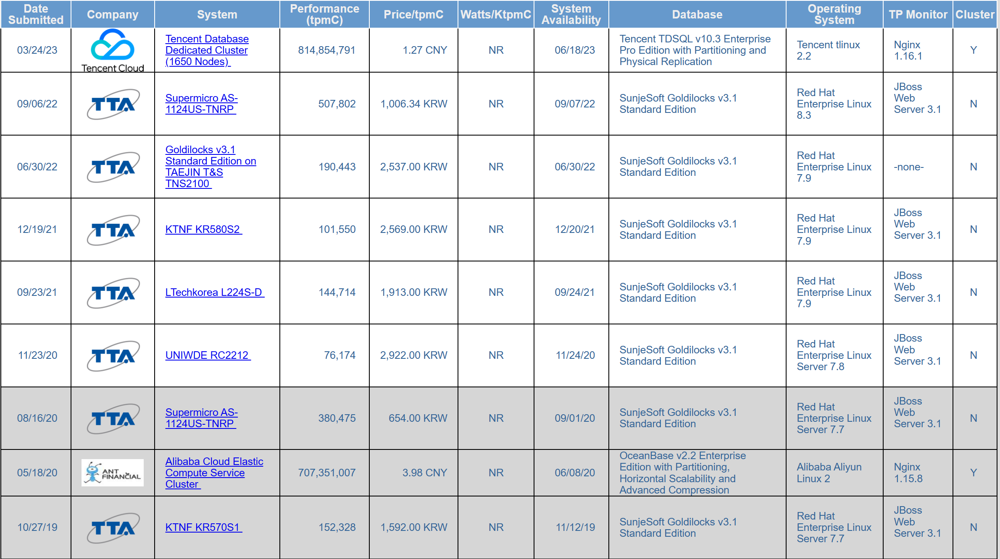 Date Submitted	Company	System	Performance (tpmC)	Price/tpmC	Watts/KtpmC	System Availability	Database	Operating System	TP Monitor	Cluster
03/24/23	Tencent Cloud	Tencent Database Dedicated Cluster (1650 Nodes)	814,854,791	1.27 CNY	NR	06/18/23	Tencent TDSQL v10.3 Enterprise Pro Edition with Partitioning and Physical Replication	Tencent tlinux 2.2	Nginx 1.16.1	Y
09/06/22	TTA	Supermicro AS-1124US-TNRP	507,802	1,006.34 KRW	NR	09/07/22	SunjeSoft Goldilocks v3.1 Standard Edition	Red Hat Enterprise Linux 8.3	JBoss Web Server 3.1	N
06/30/22	TTA	Goldilocks v3.1 Standard Edition on TAEJIN T&S TNS2100	190,443	2,537.00 KRW	NR	06/30/22	SunjeSoft Goldilocks v3.1 Standard Edition	Red Hat Enterprise Linux 7.9	-none-	N
12/19/21	TTA	KTNF KR580S2	101,550	2,569.00 KRW	NR	12/20/21	SunjeSoft Goldilocks v3.1 Standard Edition	Red Hat Enterprise Linux 7.9	JBoss Web Server 3.1	N
09/23/21	TTA	LTechkorea L224S-D	144,714	1,913.00 KRW	NR	09/24/21	SunjeSoft Goldilocks v3.1 Standard Edition	Red Hat Enterprise Linux 7.9	JBoss Web Server 3.1	N
11/23/20	TTA	UNIWDE RC2212	76,174	2,922.00 KRW	NR	11/24/20	SunjeSoft Goldilocks v3.1 Standard Edition	Red Hat Enterprise Linux Server 7.8	JBoss Web Server 3.1	N
08/16/20	TTA	Supermicro AS-1124US-TNRP	380,475	654.00 KRW	NR	09/01/20	SunjeSoft Goldilocks v3.1 Standard Edition	Red Hat Enterprise Linux Server 7.7	JBoss Web Server 3.1	N
05/18/20	ANT FINANCIAL	Alibaba Cloud Elastic Compute Service Cluster	707,351,007	3.98 CNY	NR	06/08/20	OceanBase v2.2 Enterprise Edition with Partitioning, Horizontal Scalability and Advanced Compression	Alibaba Aliyun Linux 2	Nginx 1.15.8	Y
10/27/19	TTA	KTNF KR570S1	152,328	1,592.00 KRW	NR	11/12/19	SunjeSoft Goldilocks v3.1 Standard Edition	Red Hat Enterprise Linux Server 7.7	JBoss Web Server 3.1	N